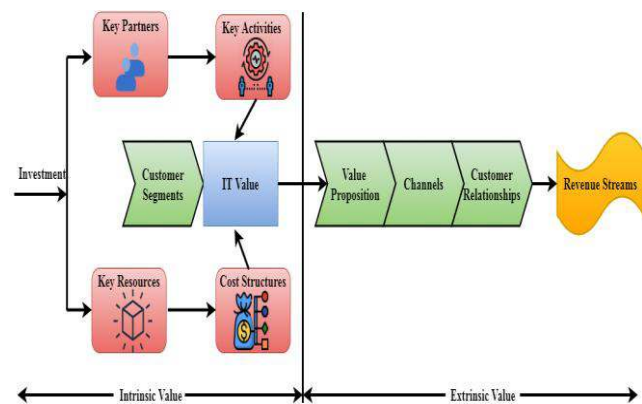 Key Partners
Key Activities
Investment
Customer
Segments
IT Value
Value
Proposition
Channels
Customer
Relationships
Revenue Streams
Key Resources
Cost Structures
Intrinsic Value
Extrinsic Value